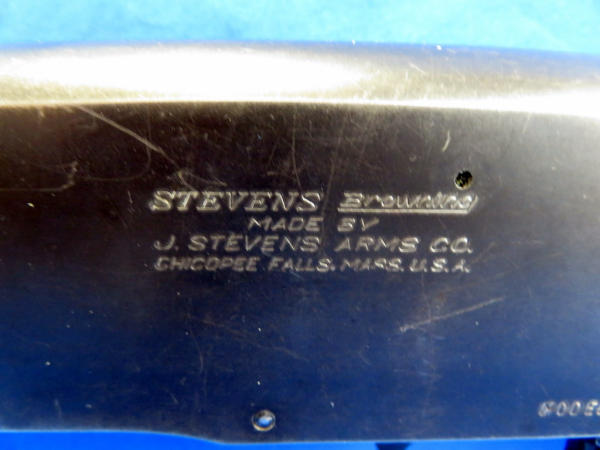 STEVENS Browning
MADE BY
J. STEVENS ARMS CO.
CHICOPEE FALLS, MASS. U.S.A.